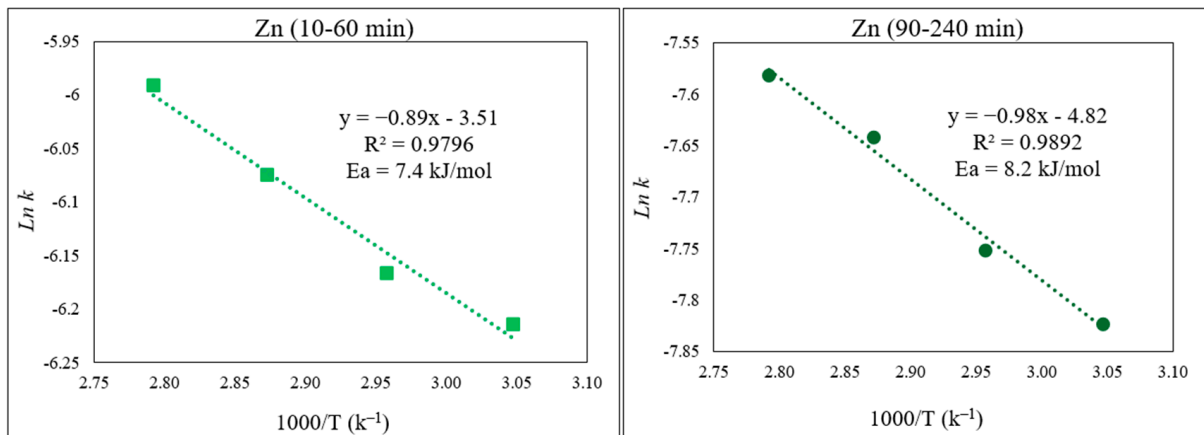 Zn (10-60 min)
-5.95
-6
-6.05
-6.1
-6.15
-6.2
-6.25
Ln k
y = −0.89x - 3.51
R² = 0.9796
Ea = 7.4 kJ/mol
2.75 2.80 2.85 2.90 2.95 3.00 3.05 3.10
1000/T (k⁻¹)
Zn (90-240 min)
-7.55
-7.6
-7.65
-7.7
-7.75
-7.8
-7.85
Ln k
y = −0.98x - 4.82
R² = 0.9892
Ea = 8.2 kJ/mol
2.75 2.80 2.85 2.90 2.95 3.00 3.05 3.10
1000/T (k⁻¹)